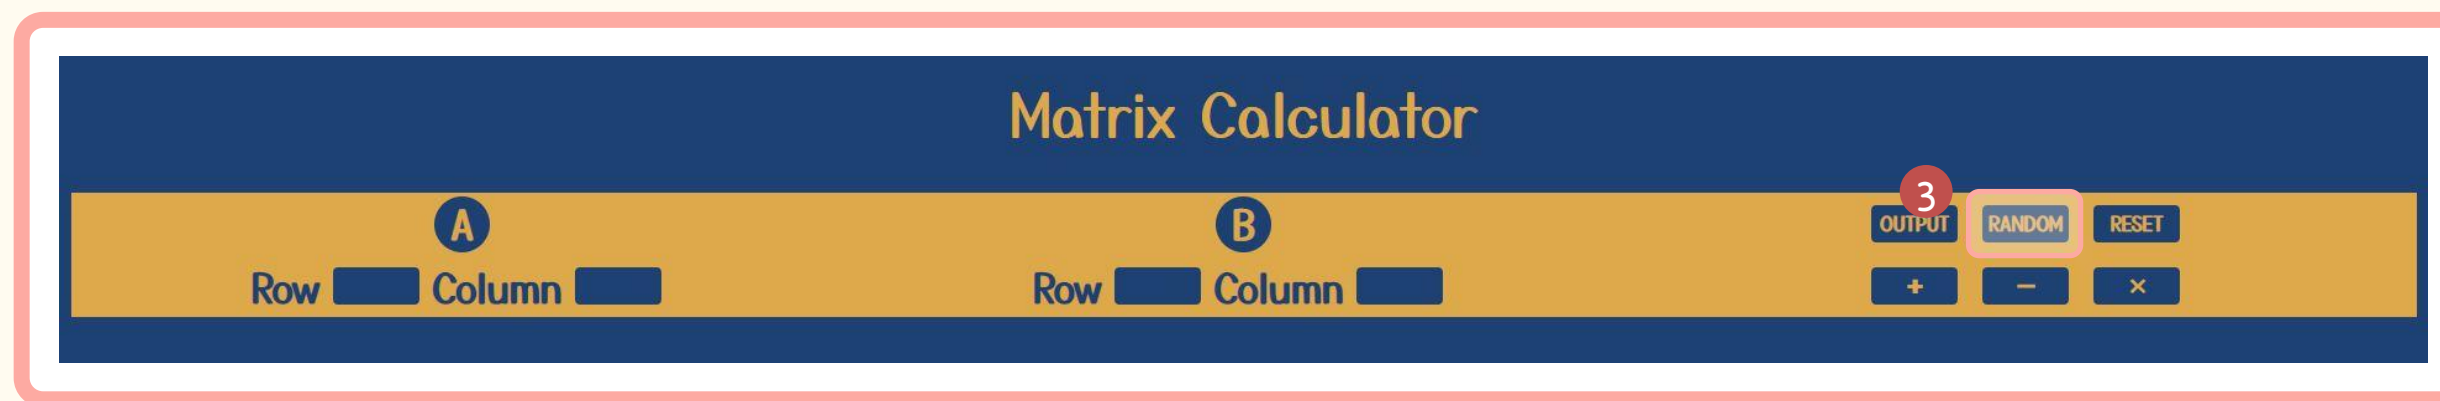 Matrix Calculator
A B 3
OUTPUT RANDOM RESET
Row Column Row Column + − ×